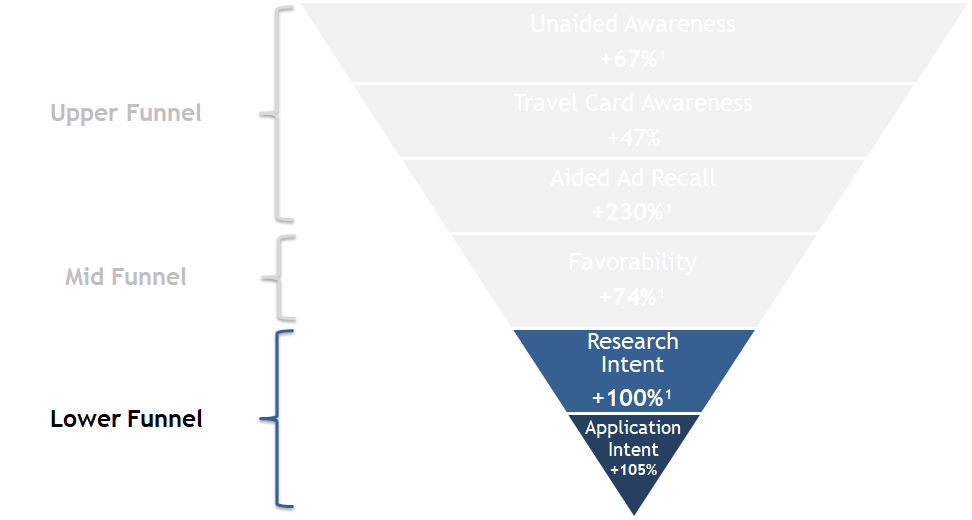 Unaided Awareness
+67%¹
Upper Funnel
Travel Card Awareness
+47%
Aided Ad Recall
+230%¹
Mid Funnel
Favorability
+74%¹
Lower Funnel
Research
Intent
+100%¹
Application
Intent
+105%